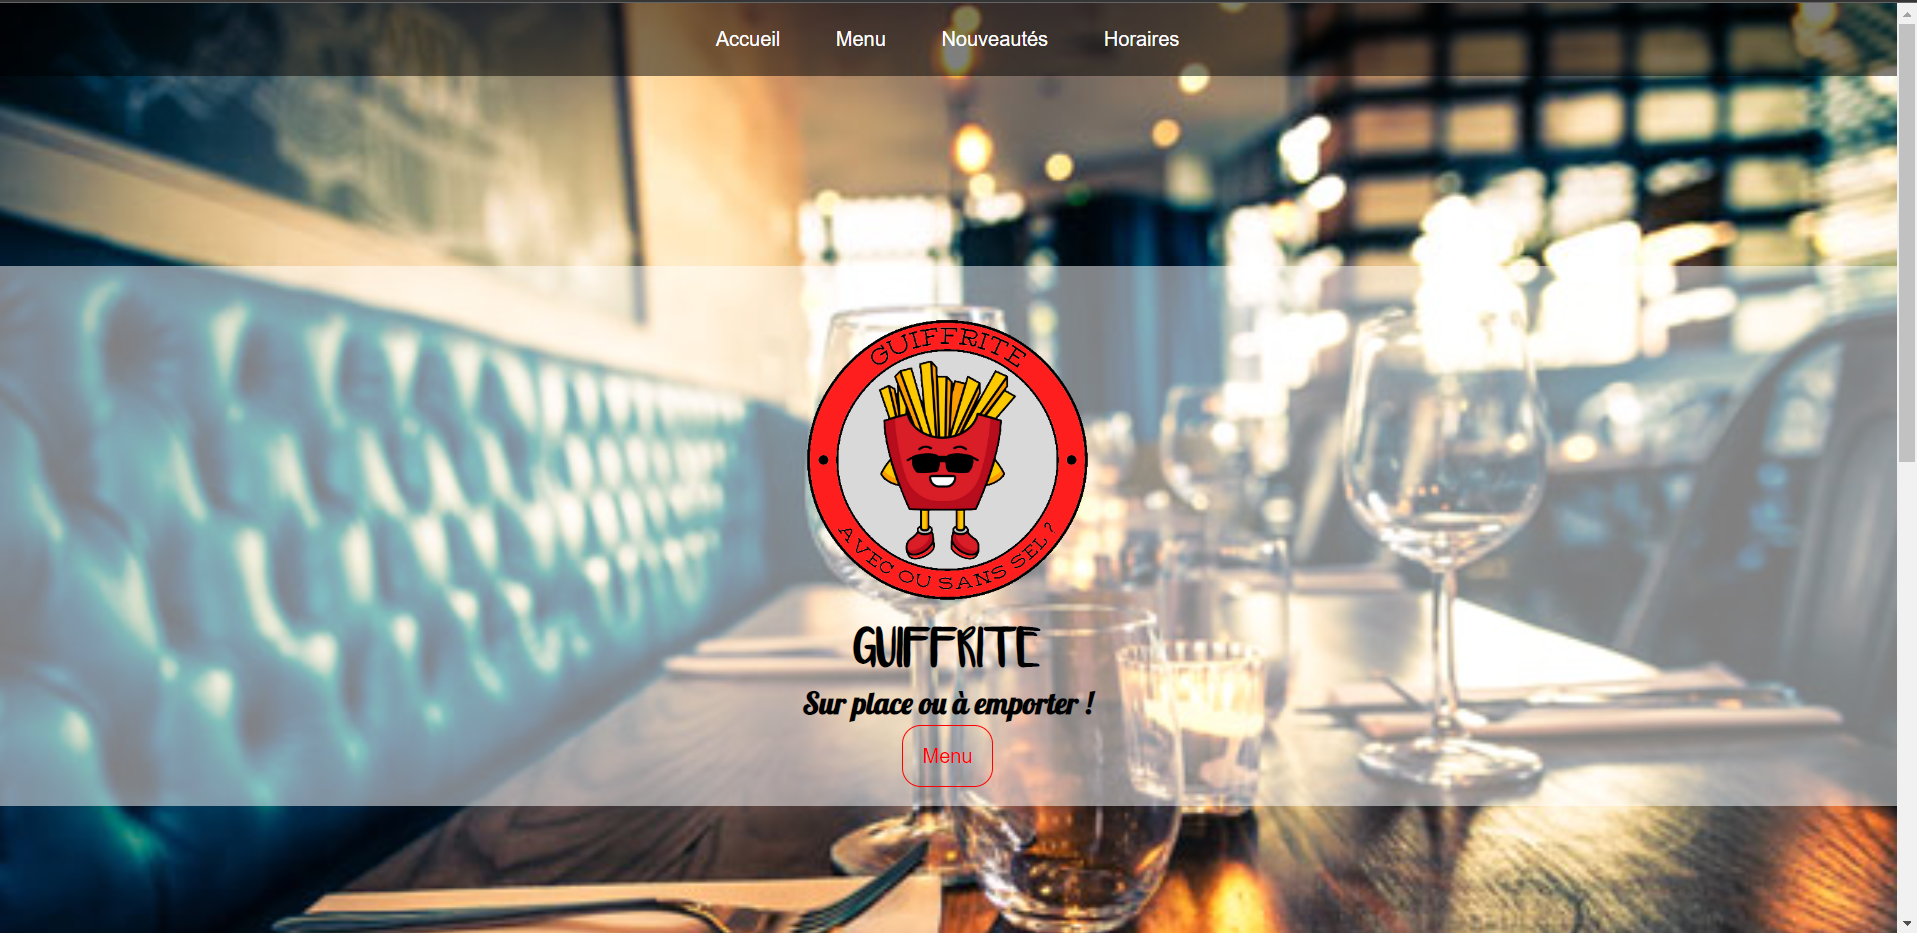 Accueil Menu Nouveautés Horaires
GUIFFRITE
AVEC OU SANS SEL ?
GUIFFRITE
Sur place ou à emporter !
Menu